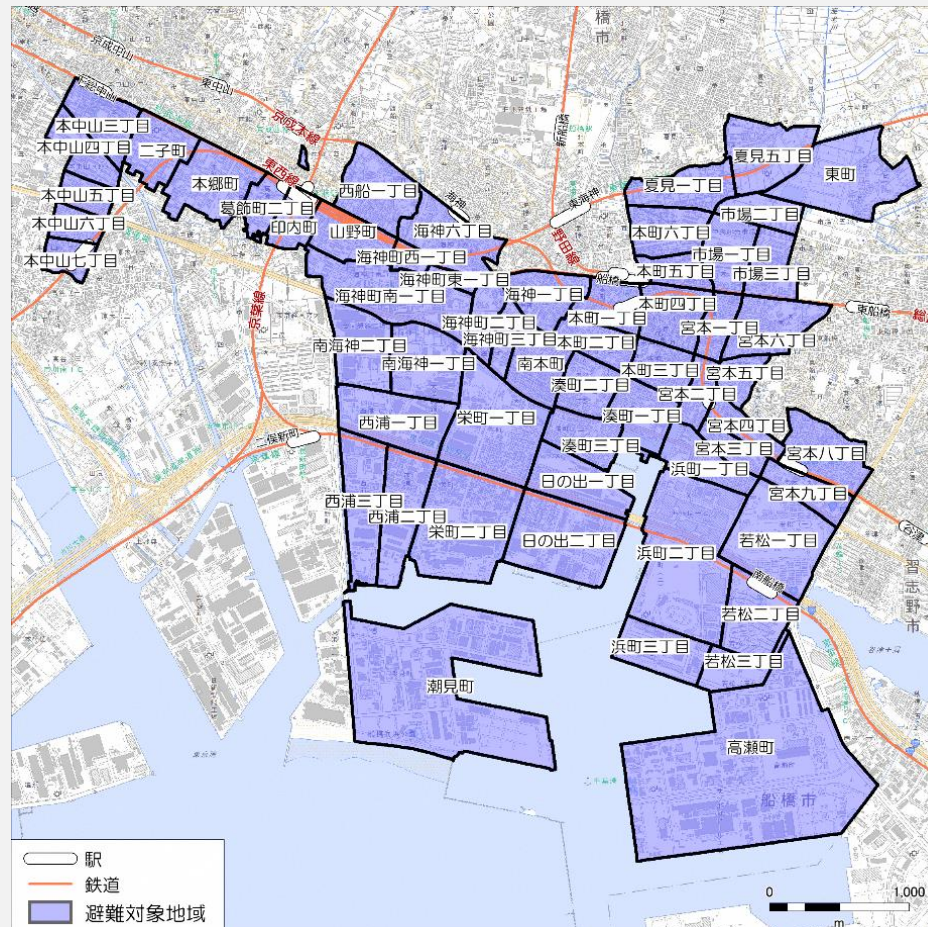 橋市
京成中山
東中山
総中山
京成本線
東西線
新船橋
本中山三丁目
本中山四丁目
二子町
本中山五丁目
本郷町
本中山六丁目
葛飾町二丁目
本中山七丁目
印内町
西船一丁目
海神
山野町
海神六丁目
東海神
野田線
夏見五丁目
夏見一丁目
東町
市場二丁目
本町六丁目
市場一丁目
海神町西一丁目
海神町東一丁目
船橋
本町五丁目
市場三丁目
海神町南一丁目
海神一丁目
本町四丁目
東船橋
京葉線
海神町二丁目
本町一丁目
宮本一丁目
海神町三丁目
本町二丁目
宮本六丁目
南海神二丁目
南海神一丁目
南本町
本町三丁目
宮本五丁目
湊町二丁目
宮本二丁目
西浦一丁目
栄町一丁目
湊町一丁目
宮本四丁目
二俣新町
湊町三丁目
宮本三丁目
宮本八丁目
浜町一丁目
日の出一丁目
宮本九丁目
西浦三丁目
西浦二丁目
栄町二丁目
日の出二丁目
浜町二丁目
若松一丁目
谷津
習志野市
南船橋
若松二丁目
浜町三丁目
若松三丁目
潮見町
高瀬町
船橋市
駅
鉄道
避難対象地域
0 1,000
m